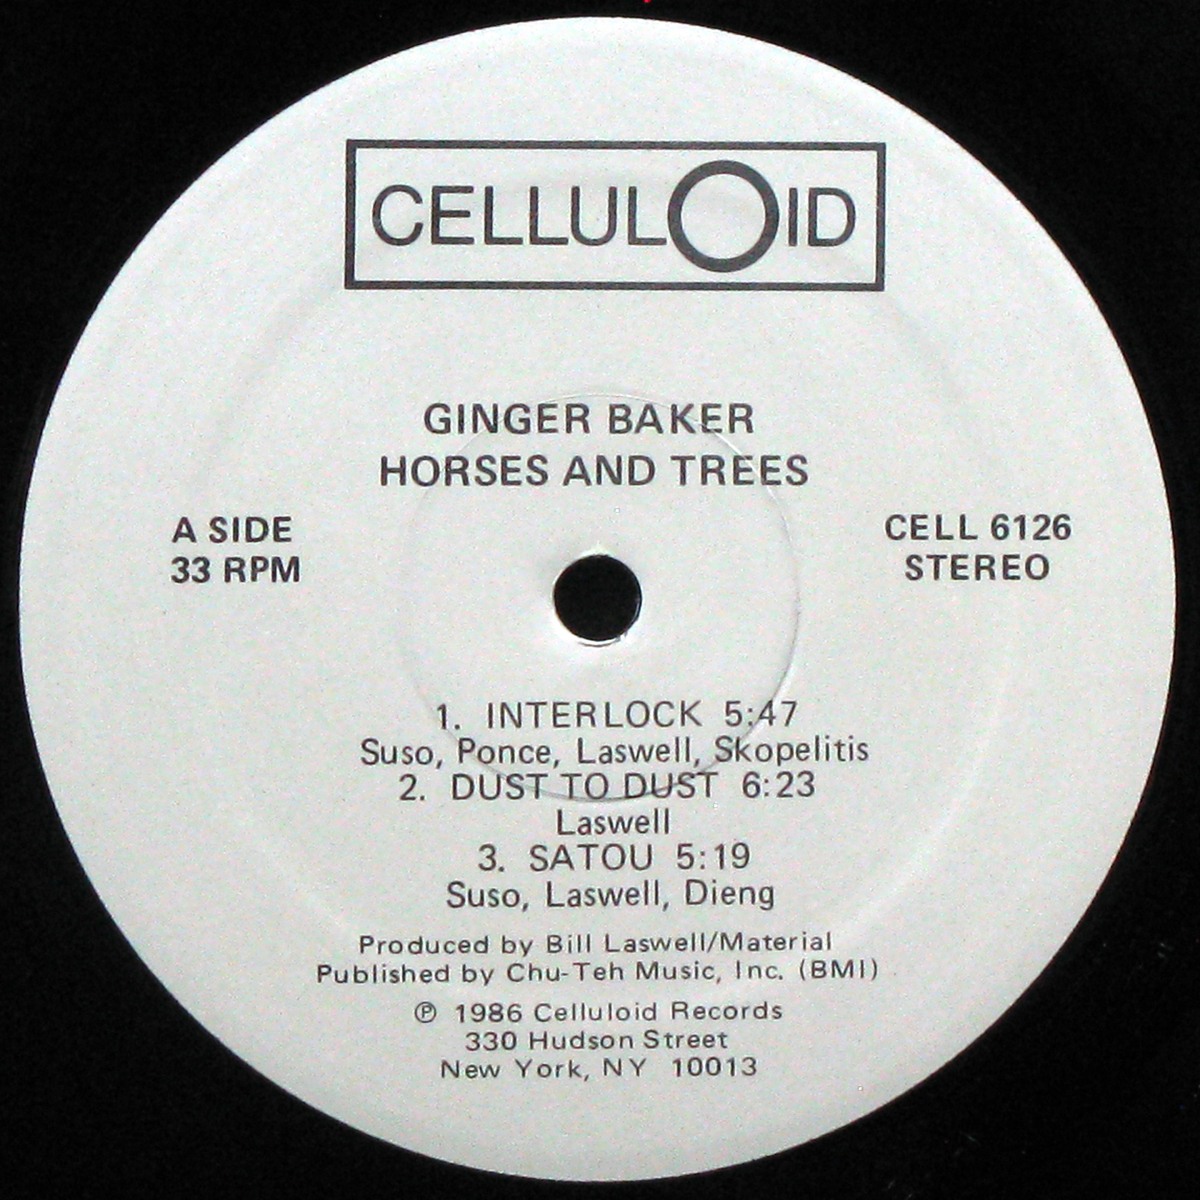 CELLULOID
GINGER BAKER
HORSES AND TREES
A SIDE
33 RPM
CELL 6126
STEREO
1. INTERLOCK 5:47
Suso, Ponce, Laswell, Skopelitis
2. DUST TO DUST 6:23
Laswell
3. SATOU 5:19
Suso, Laswell, Dieng
Produced by Bill Laswell/Material
Published by Chu-Teh Music, Inc. (BMI)
℗ 1986 Celluloid Records
330 Hudson Street
New York, NY 10013